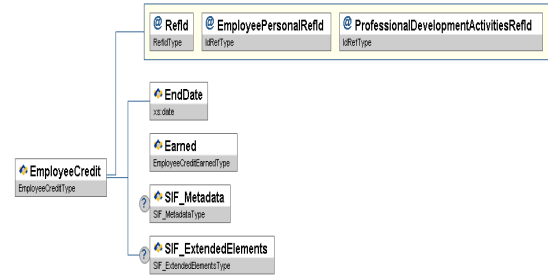 @ RefId
RefIdType
@ EmployeePersonalRefId
IdRefType
@ ProfessionalDevelopmentActivitiesRefId
IdRefType
EndDate
xs:date
Earned
EmployeeCreditEarnedType
EmployeeCredit
EmployeeCreditType
? SIF_Metadata
SIF_MetadataType
? SIF_ExtendedElements
SIF_ExtendedElementsType